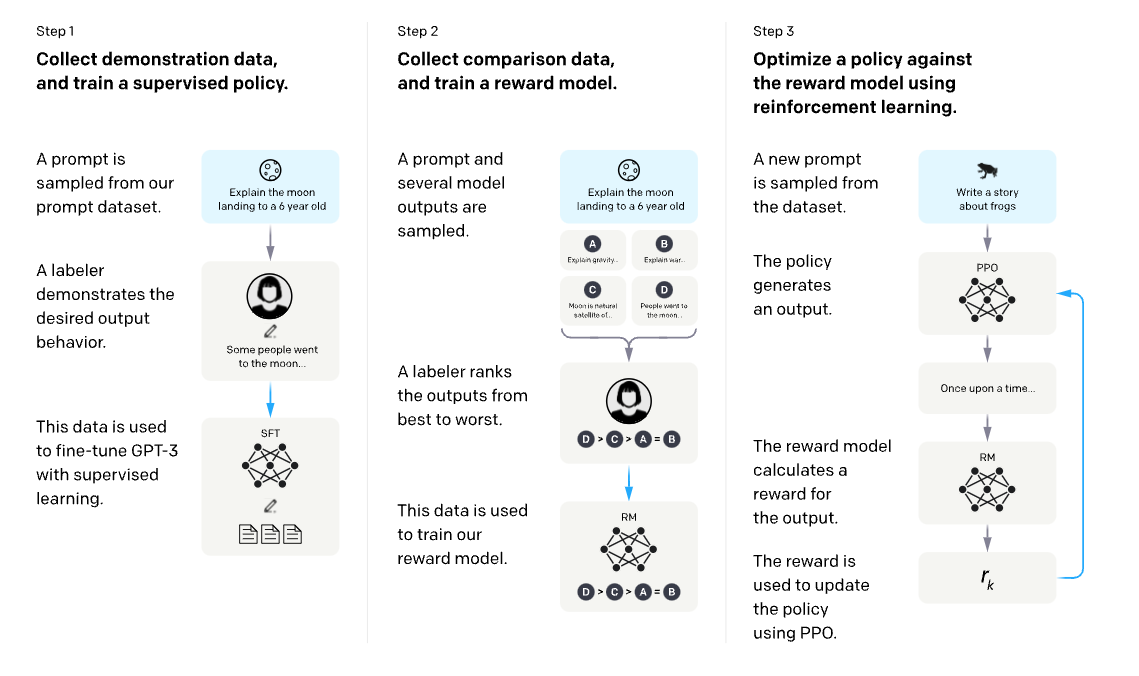 Step 1
Collect demonstration data,
and train a supervised policy.
A prompt is
sampled from our
prompt dataset.
Explain the moon
landing to a 6 year old
A labeler
demonstrates the
desired output
behavior.
Some people went
to the moon...
This data is used
to fine-tune GPT-3
with supervised
learning.
SFT
Step 2
Collect comparison data,
and train a reward model.
A prompt and
several model
outputs are
sampled.
Explain the moon
landing to a 6 year old
A
Explain gravity...
B
Explain war...
C
Moon is natural
satellite of...
D
People went to
the moon...
A labeler ranks
the outputs from
best to worst.
D > C > A = B
This data is used
to train our
reward model.
RM
D > C > A = B
Step 3
Optimize a policy against
the reward model using
reinforcement learning.
A new prompt
is sampled from
the dataset.
Write a story
about frogs
The policy
generates
an output.
PPO
Once upon a time...
The reward model
calculates a
reward for
the output.
RM
The reward is
used to update
the policy
using PPO.
r_k